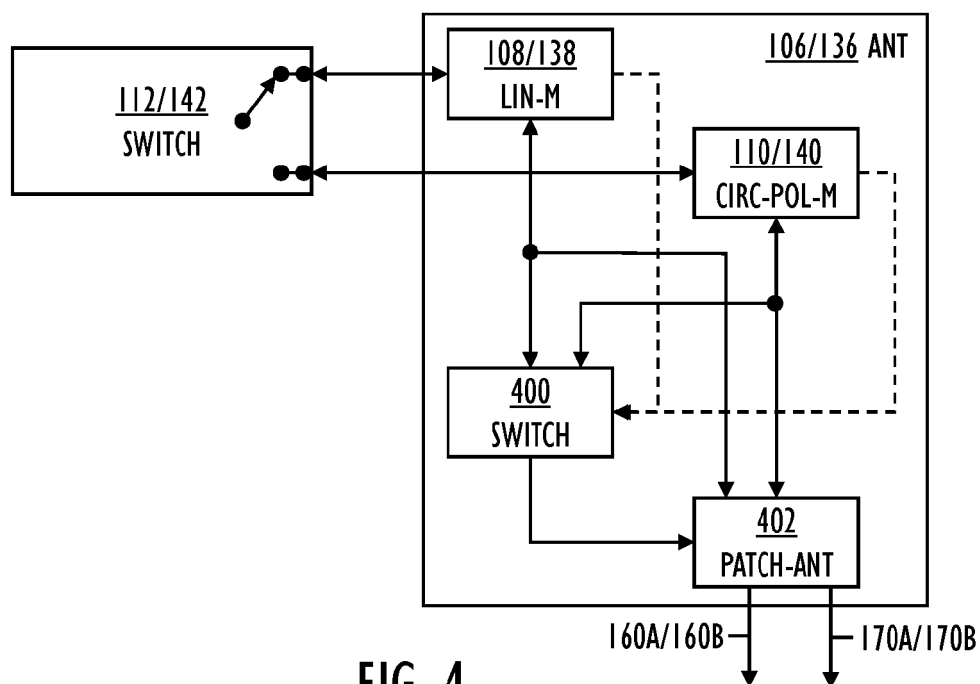 112/142
SWITCH
108/138
LIN-M
106/136 ANT
110/140
CIRC-POL-M
400
SWITCH
402
PATCH-ANT
160A/160B
170A/170B
FIG. 4